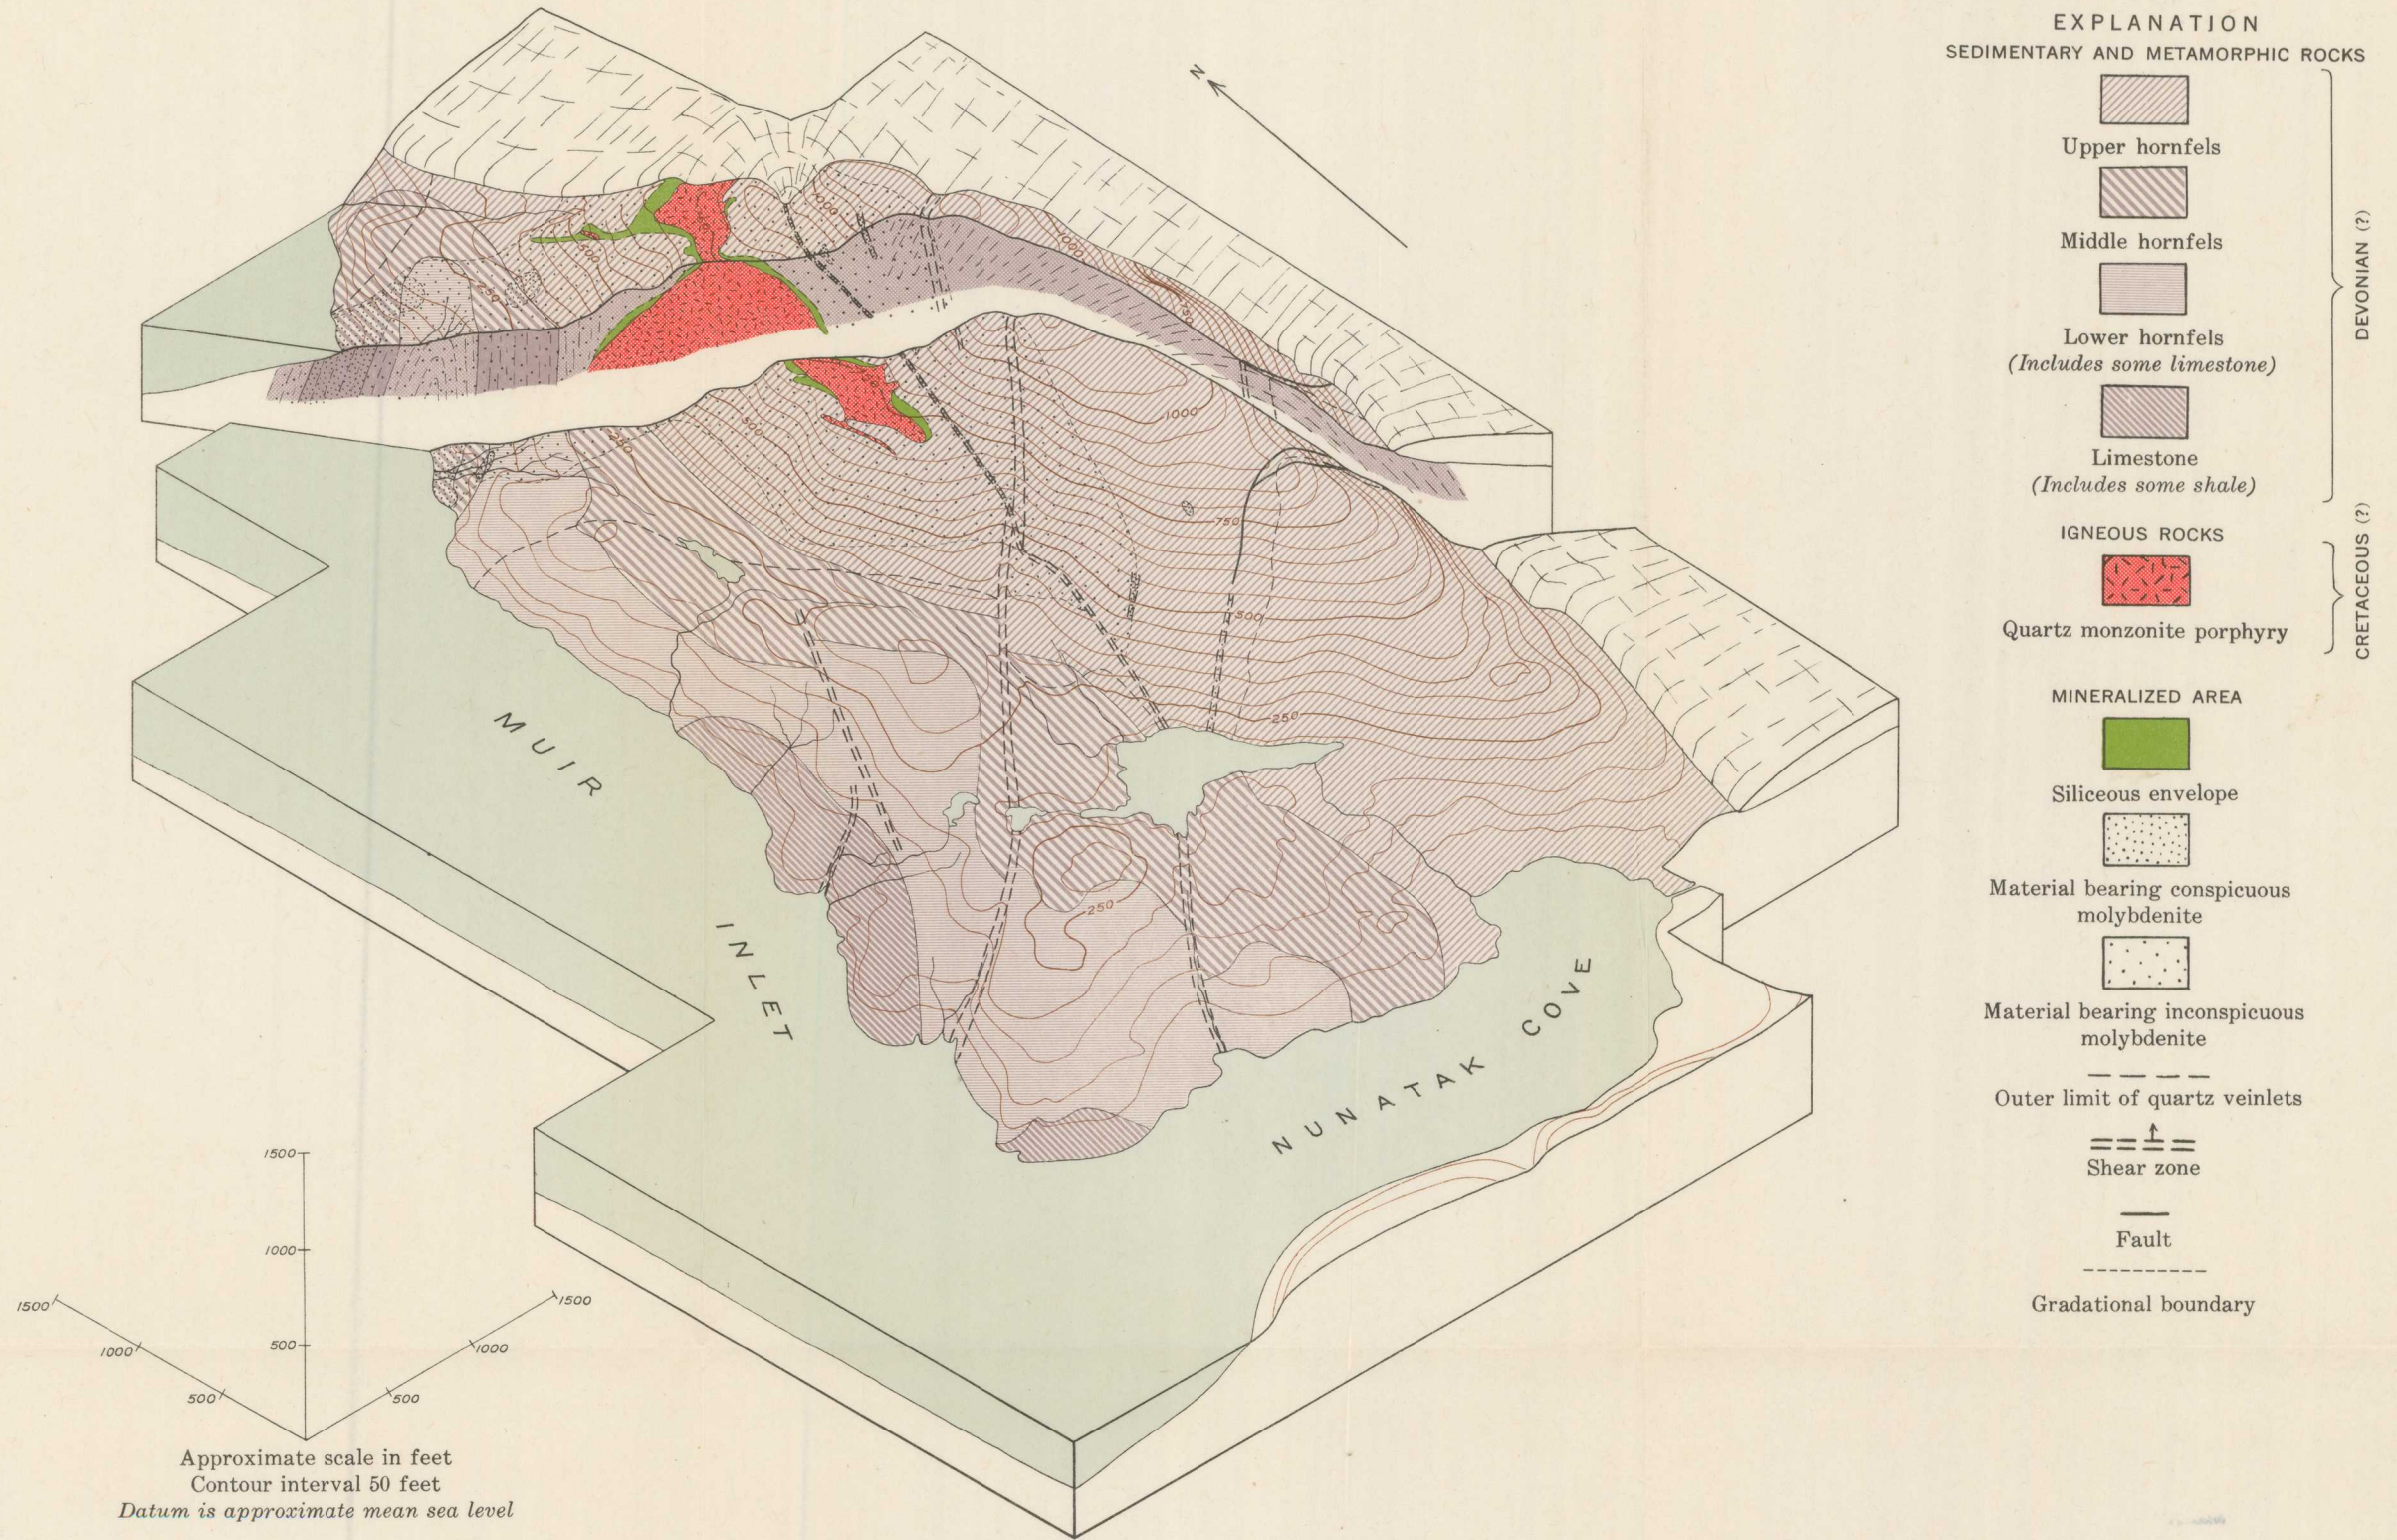 EXPLANATION
SEDIMENTARY AND METAMORPHIC ROCKS
Upper hornfels
Middle hornfels
Lower hornfels
(Includes some limestone)
Limestone
(Includes some shale)
DEVONIAN (?)
IGNEOUS ROCKS
Quartz monzonite porphyry
CRETACEOUS (?)
MINERALIZED AREA
Siliceous envelope
Material bearing conspicuous
molybdenite
Material bearing inconspicuous
molybdenite
Outer limit of quartz veinlets
Shear zone
Fault
Gradational boundary
N
1000
1000
500
250
750
1000
500
250
750
500
250
250
MUIR
INLET
NUNATAK COVE
1500
1000
500
1500
1000
500
1500
1000
500
Approximate scale in feet
Contour interval 50 feet
Datum is approximate mean sea level